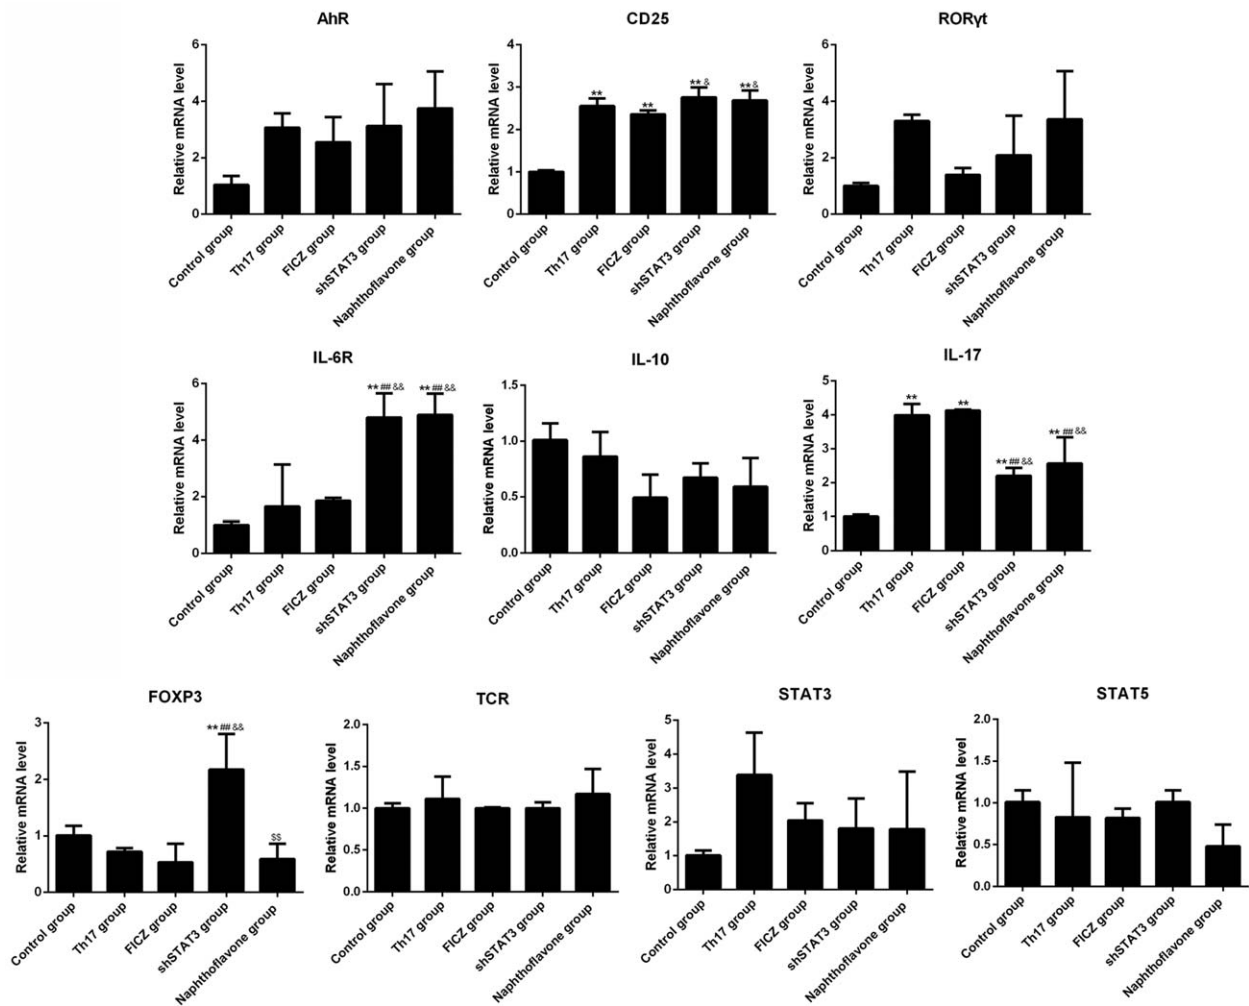 AhR
Relative mRNA level
6
4
2
0
Control group
Th17 group
FICZ group
shSTAT3 group
Naphthoflavone group
CD25
Relative mRNA level
4
3
2
1
0
**
**
** &
** &
Control group
Th17 group
FICZ group
shSTAT3 group
Naphthoflavone group
RORγt
Relative mRNA level
6
4
2
0
Control group
Th17 group
FICZ group
shSTAT3 group
Naphthoflavone group
IL-6R
Relative mRNA level
6
4
2
0
** ## &&
** ## &&
Control group
Th17 group
FICZ group
shSTAT3 group
Naphthoflavone group
IL-10
Relative mRNA level
1.5
1.0
0.5
0.0
Control group
Th17 group
FICZ group
shSTAT3 group
Naphthoflavone group
IL-17
Relative mRNA level
5
4
3
2
1
0
**
**
** ## &&
** ## &&
Control group
Th17 group
FICZ group
shSTAT3 group
Naphthoflavone group
FOXP3
Relative mRNA level
3
2
1
0
** ## &&
$$
Control group
Th17 group
FICZ group
shSTAT3 group
Naphthoflavone group
TCR
Relative mRNA level
2.0
1.5
1.0
0.5
0.0
Control group
Th17 group
FICZ group
shSTAT3 group
Naphthoflavone group
STAT3
Relative mRNA level
5
4
3
2
1
0
Control group
Th17 group
FICZ group
shSTAT3 group
Naphthoflavone group
STAT5
Relative mRNA level
2.0
1.5
1.0
0.5
0.0
Control group
Th17 group
FICZ group
shSTAT3 group
Naphthoflavone group